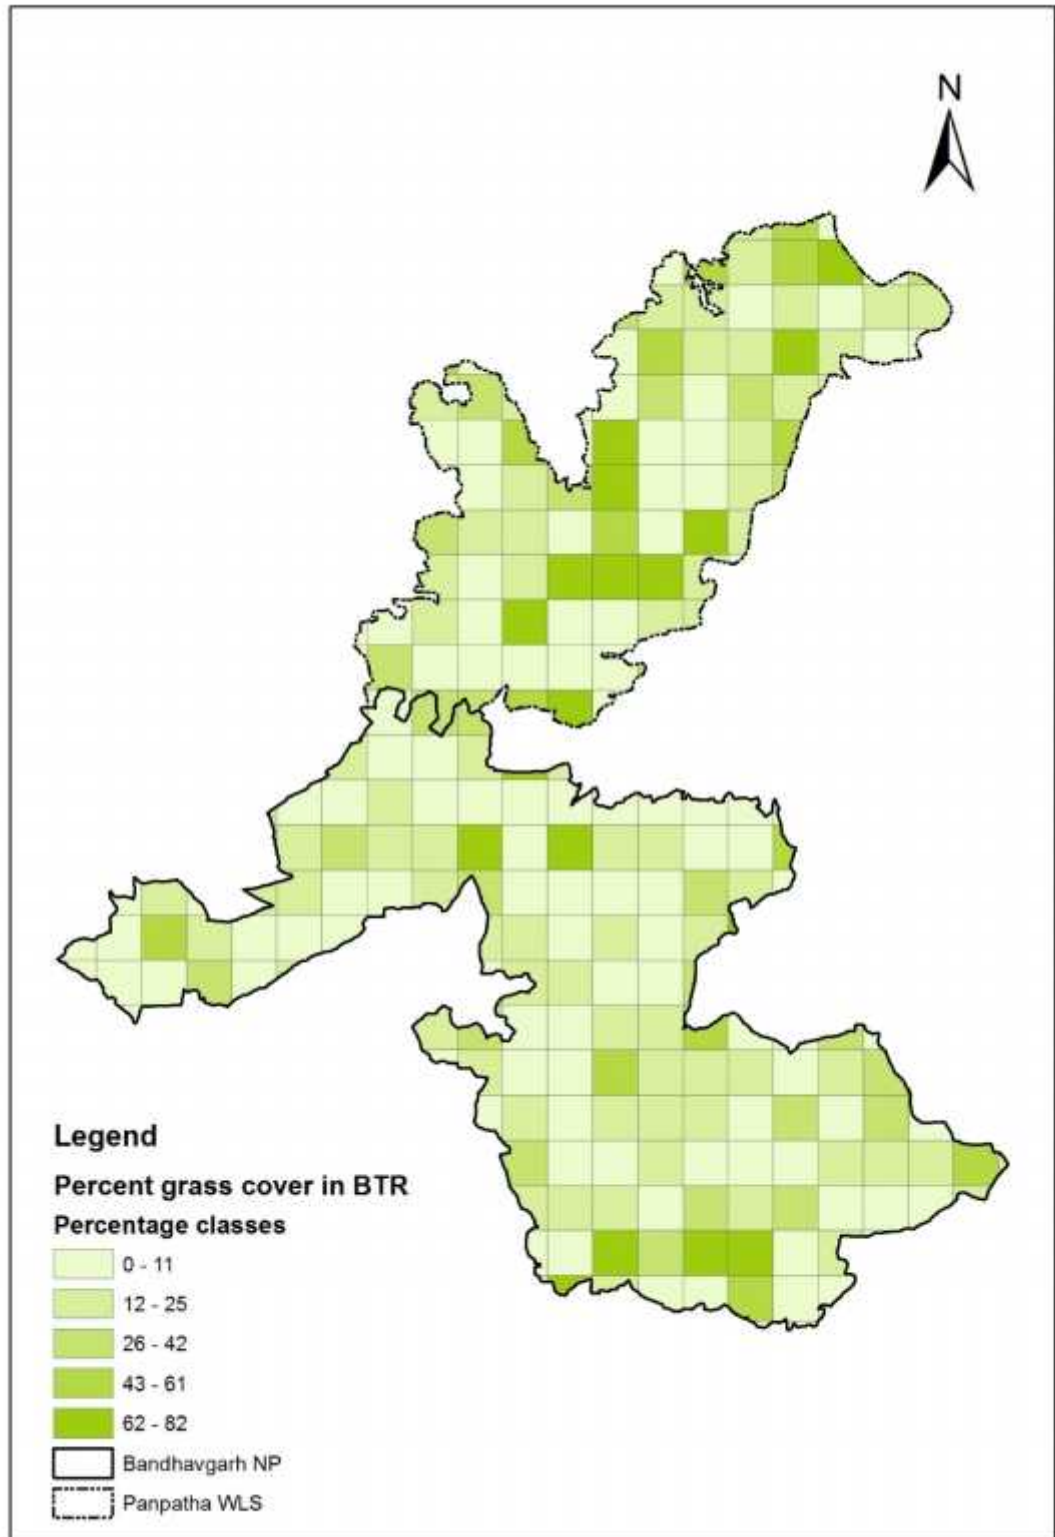 N
Legend
Percent grass cover in BTR
Percentage classes
0 - 11
12 - 25
26 - 42
43 - 61
62 - 82
Bandhavgarh NP
Panpatha WLS